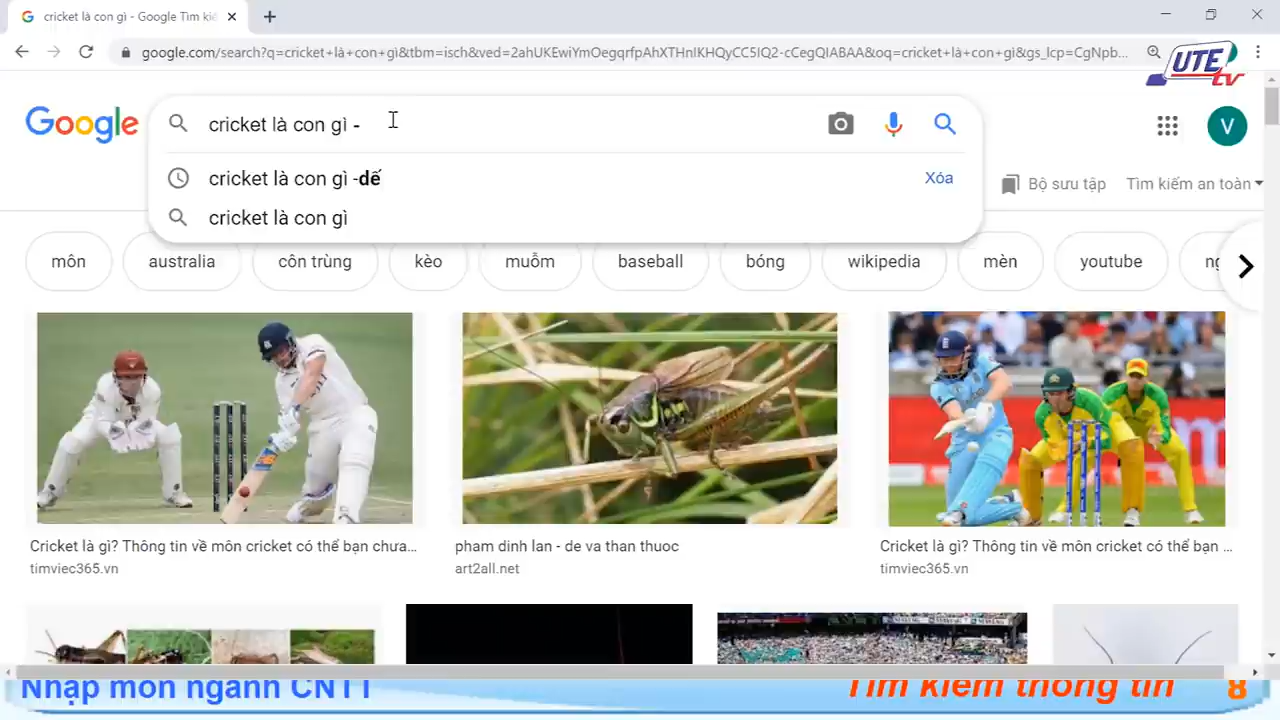 cricket là con gì - Google Tìm kiế
google.com/search?q=cricket+là+con+gì&tbm=isch&ved=2ahUKEwiYmOegqrfpAhXTHnIKHQyCC5IQ2-cCegQIABAA&oq=cricket+là+con+gì&gs_lcp=CgNpb...
UTE tv
Google
cricket là con gì -
V
cricket là con gì -dế
Xóa
Bộ sưu tập
Tìm kiếm an toàn
cricket là con gì
môn
australia
côn trùng
kèo
muỗm
baseball
bóng
wikipedia
mèn
youtube
Cricket là gì? Thông tin về môn cricket có thể bạn chưa...
pham dinh lan - de va than thuoc
Cricket là gì? Thông tin về môn cricket có thể bạn ...
timviec365.vn
art2all.net
timviec365.vn
Nhập môn ngành CNTT
Tìm kiếm thông tin
8